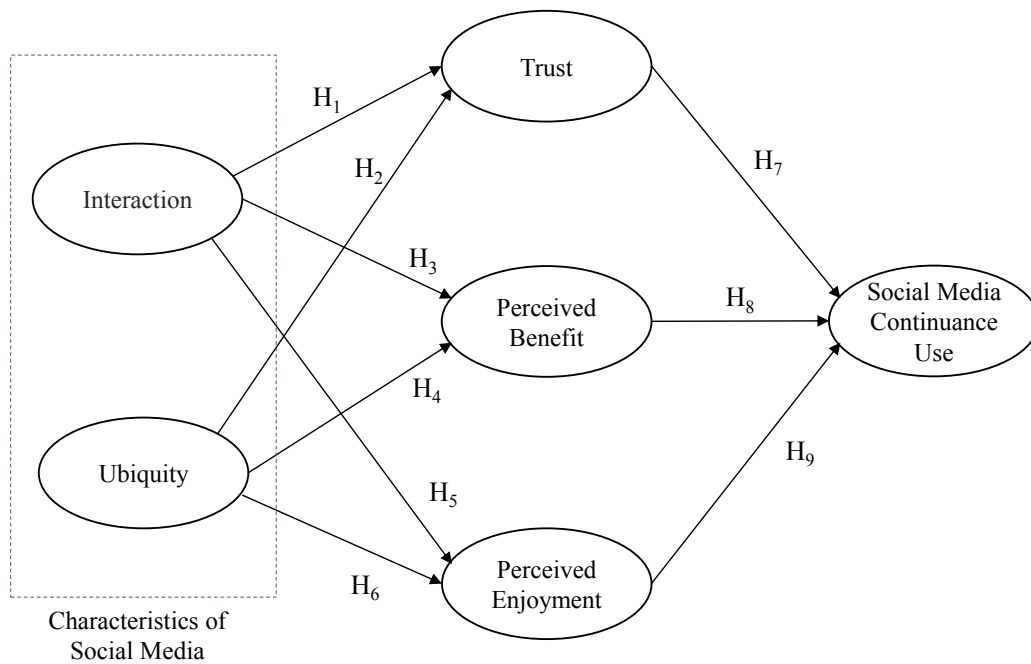 Trust
H₁
H₂
H₇
Interaction
H₃
Perceived
Benefit
H₈
Social Media
Continuance
Use
H₄
Ubiquity
H₅
H₉
H₆
Perceived
Enjoyment
Characteristics of
Social Media